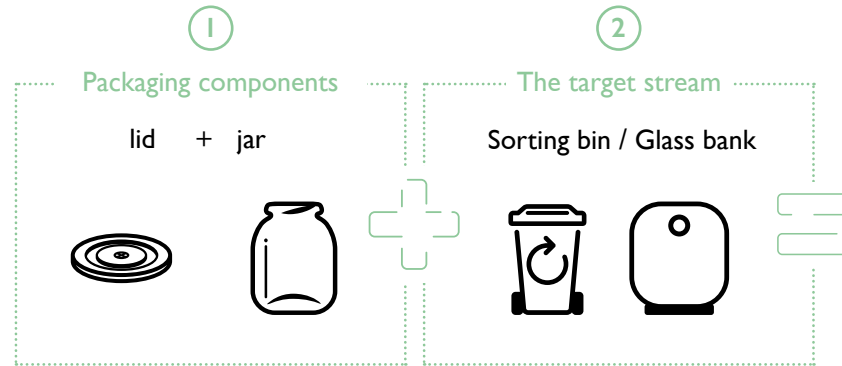 1
Packaging components
lid + jar
2
The target stream
Sorting bin / Glass bank